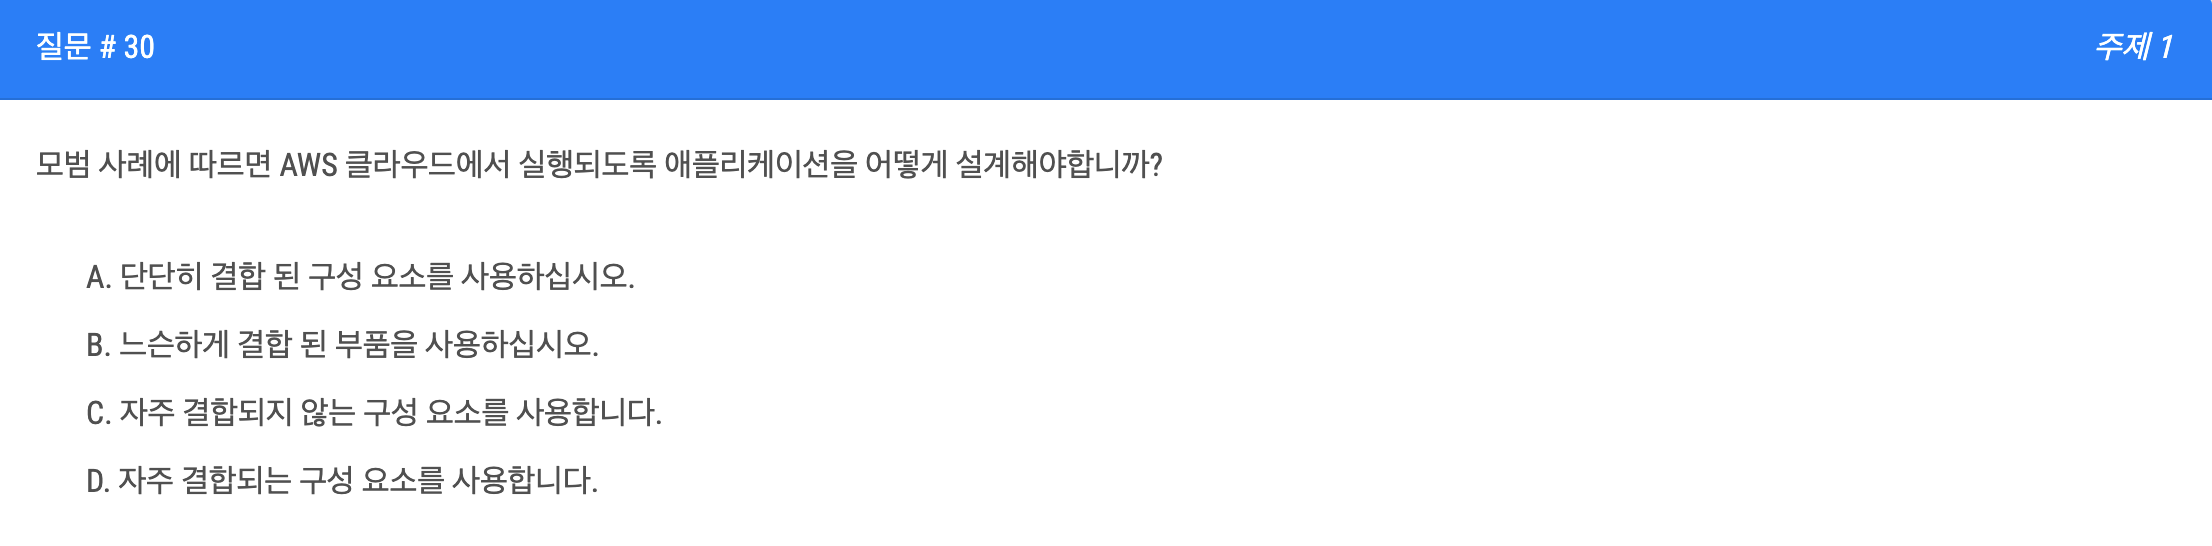 질문 # 30
주제 1
모범 사례에 따르면 AWS 클라우드에서 실행되도록 애플리케이션을 어떻게 설계해야합니까?
A. 단단히 결합 된 구성 요소를 사용하십시오.
B. 느슨하게 결합 된 부품을 사용하십시오.
C. 자주 결합되지 않는 구성 요소를 사용합니다.
D. 자주 결합되는 구성 요소를 사용합니다.